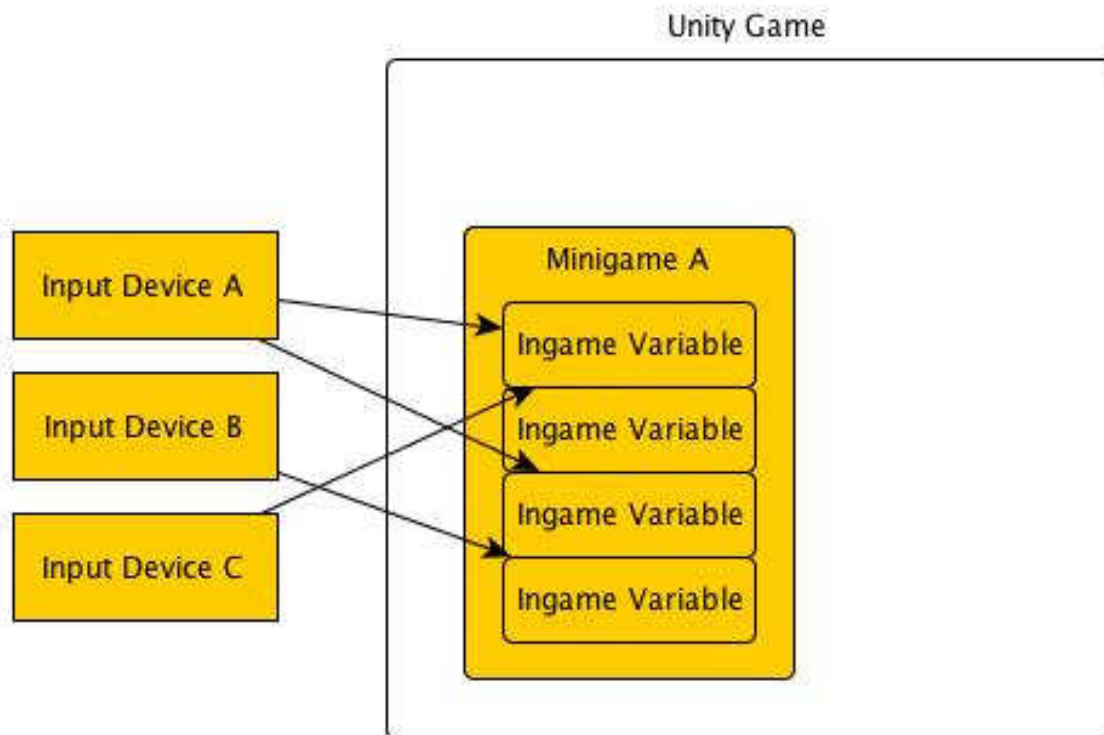 Unity Game
Input Device A
Input Device B
Input Device C
Minigame A
Ingame Variable
Ingame Variable
Ingame Variable
Ingame Variable